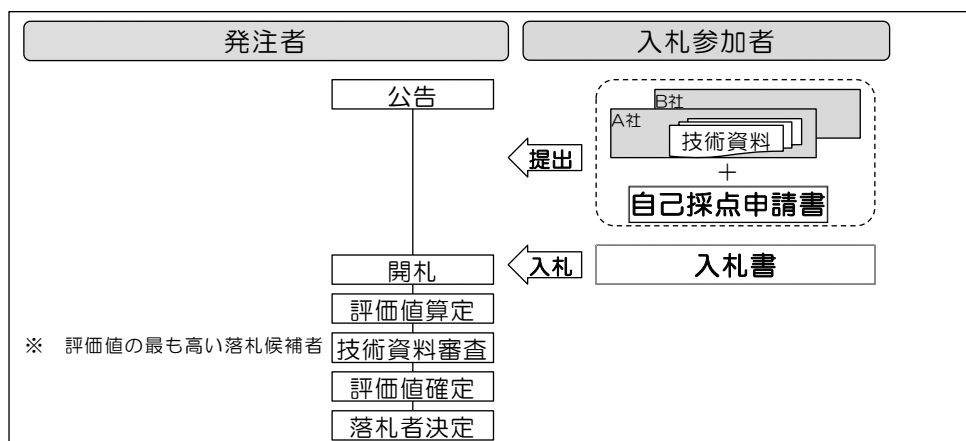 発注者
入札参加者
公告
B社
A社
技術資料
提出
+
自己採点申請書
開札
入札
入札書
評価値算定
※ 評価値の最も高い落札候補者
技術資料審査
評価値確定
落札者決定